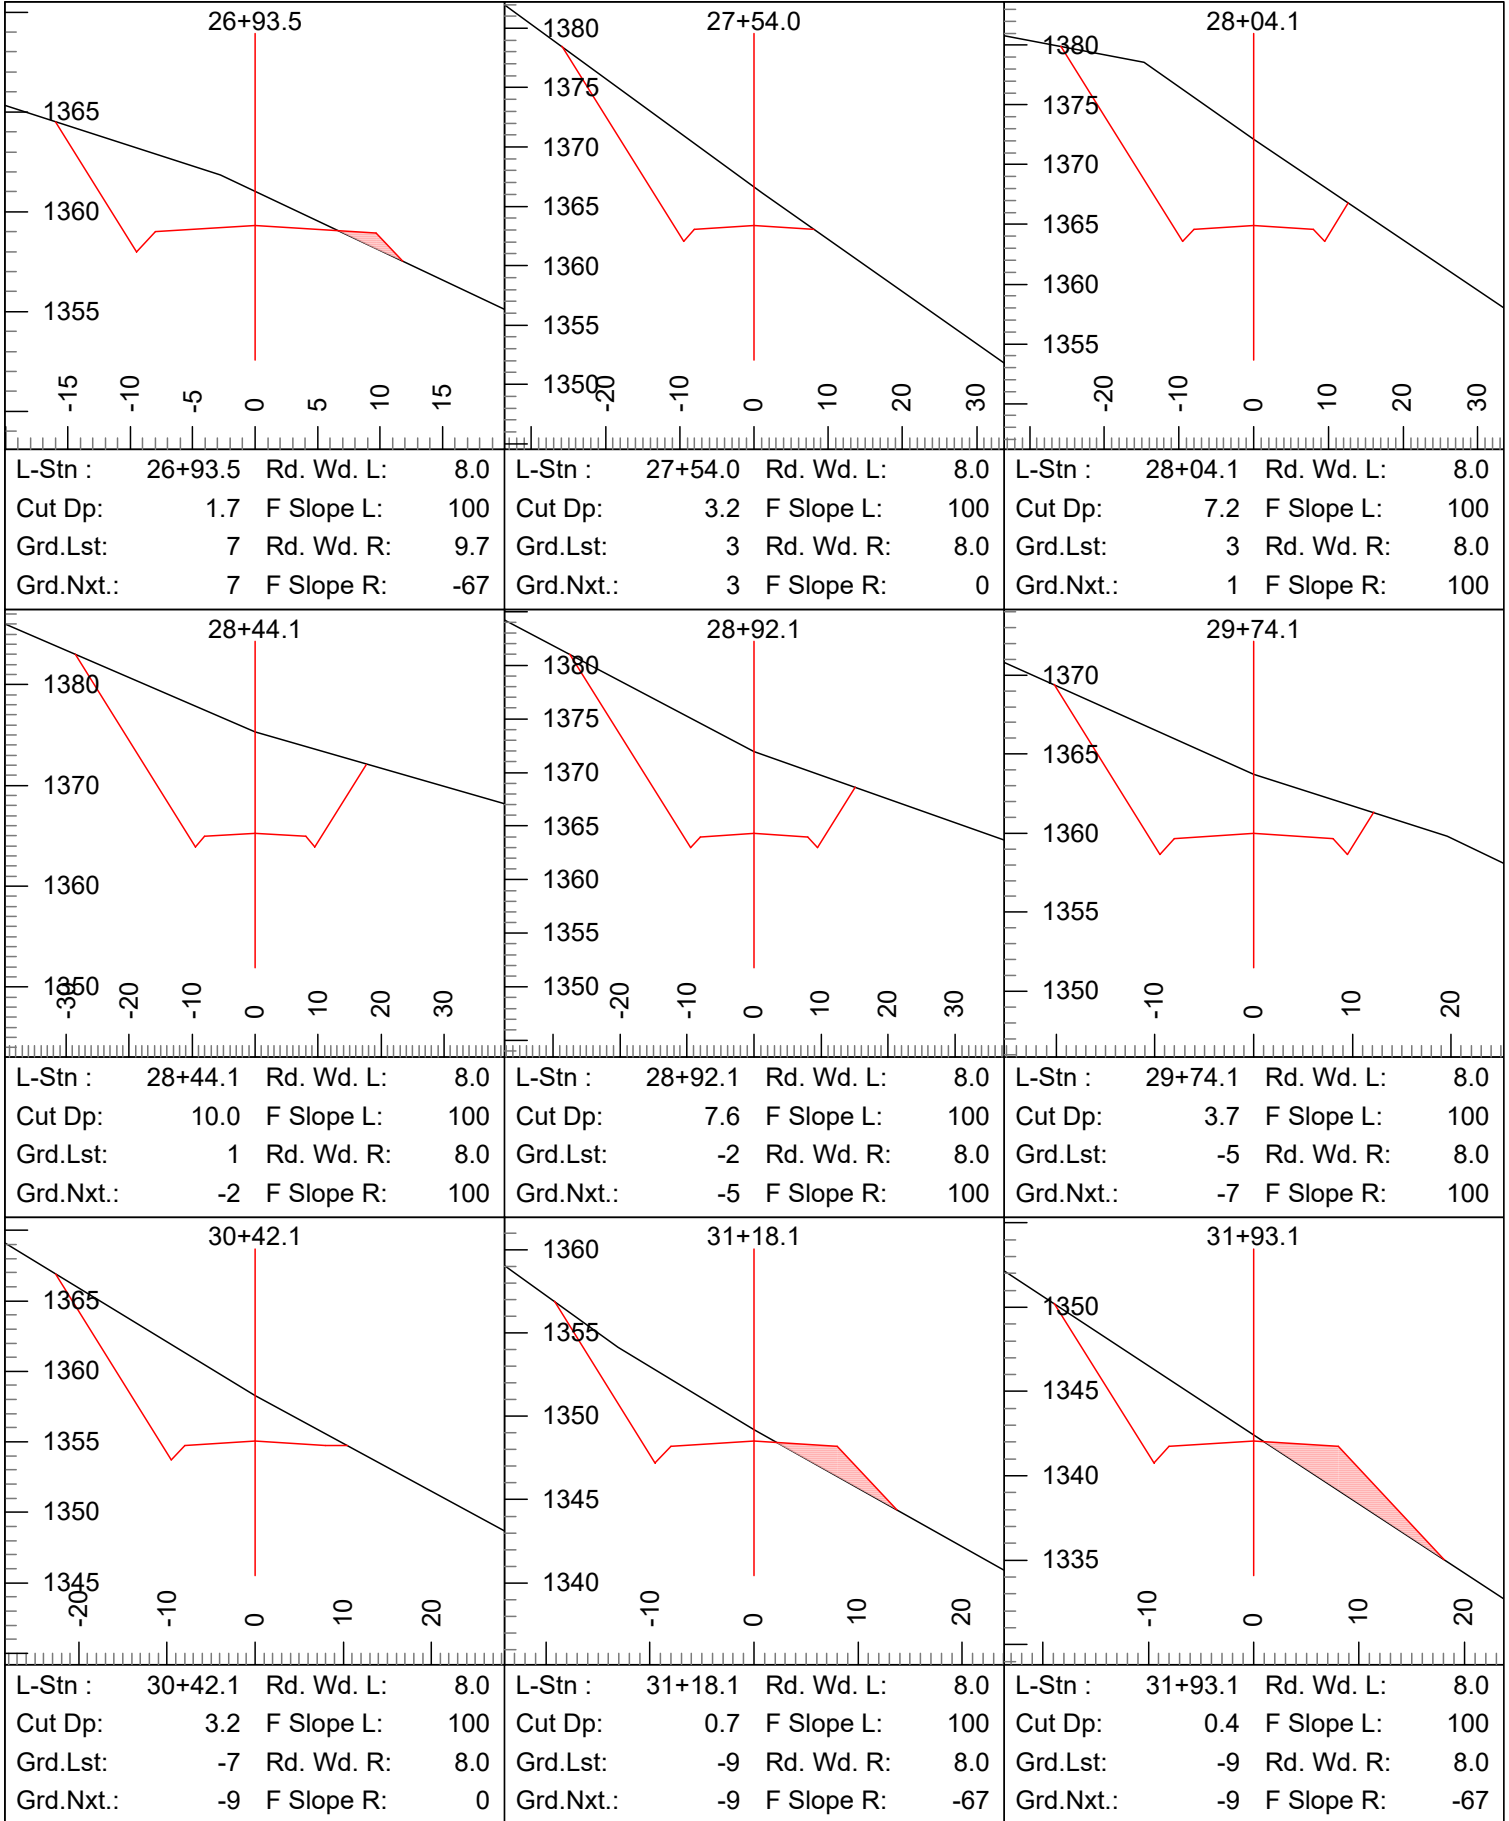 26+93.5
1365
1360
1355
-15 -10 -5 0 5 10 15
27+54.0
1380
1375
1370
1365
1360
1355
1350
-20 -10 0 10 20 30
28+04.1
1380
1375
1370
1365
1360
1355
-20 -10 0 10 20 30
L-Stn : 26+93.5 Rd. Wd. L: 8.0
Cut Dp: 1.7 F Slope L: 100
Grd.Lst: 7 Rd. Wd. R: 9.7
Grd.Nxt.: 7 F Slope R: -67
L-Stn : 27+54.0 Rd. Wd. L: 8.0
Cut Dp: 3.2 F Slope L: 100
Grd.Lst: 3 Rd. Wd. R: 8.0
Grd.Nxt.: 3 F Slope R: 0
L-Stn : 28+04.1 Rd. Wd. L: 8.0
Cut Dp: 7.2 F Slope L: 100
Grd.Lst: 3 Rd. Wd. R: 8.0
Grd.Nxt.: 1 F Slope R: 100
28+44.1
1380
1370
1360
1350
-30 -20 -10 0 10 20 30
28+92.1
1380
1375
1370
1365
1360
1355
1350
-20 -10 0 10 20 30
29+74.1
1370
1365
1360
1355
1350
-10 0 10 20
L-Stn : 28+44.1 Rd. Wd. L: 8.0
Cut Dp: 10.0 F Slope L: 100
Grd.Lst: 1 Rd. Wd. R: 8.0
Grd.Nxt.: -2 F Slope R: 100
L-Stn : 28+92.1 Rd. Wd. L: 8.0
Cut Dp: 7.6 F Slope L: 100
Grd.Lst: -2 Rd. Wd. R: 8.0
Grd.Nxt.: -5 F Slope R: 100
L-Stn : 29+74.1 Rd. Wd. L: 8.0
Cut Dp: 3.7 F Slope L: 100
Grd.Lst: -5 Rd. Wd. R: 8.0
Grd.Nxt.: -7 F Slope R: 100
30+42.1
1365
1360
1355
1350
1345
-20 -10 0 10 20
31+18.1
1360
1355
1350
1345
1340
-10 0 10 20
31+93.1
1350
1345
1340
1335
-10 0 10 20
L-Stn : 30+42.1 Rd. Wd. L: 8.0
Cut Dp: 3.2 F Slope L: 100
Grd.Lst: -7 Rd. Wd. R: 8.0
Grd.Nxt.: -9 F Slope R: 0
L-Stn : 31+18.1 Rd. Wd. L: 8.0
Cut Dp: 0.7 F Slope L: 100
Grd.Lst: -9 Rd. Wd. R: 8.0
Grd.Nxt.: -9 F Slope R: -67
L-Stn : 31+93.1 Rd. Wd. L: 8.0
Cut Dp: 0.4 F Slope L: 100
Grd.Lst: -9 Rd. Wd. R: 8.0
Grd.Nxt.: -9 F Slope R: -67